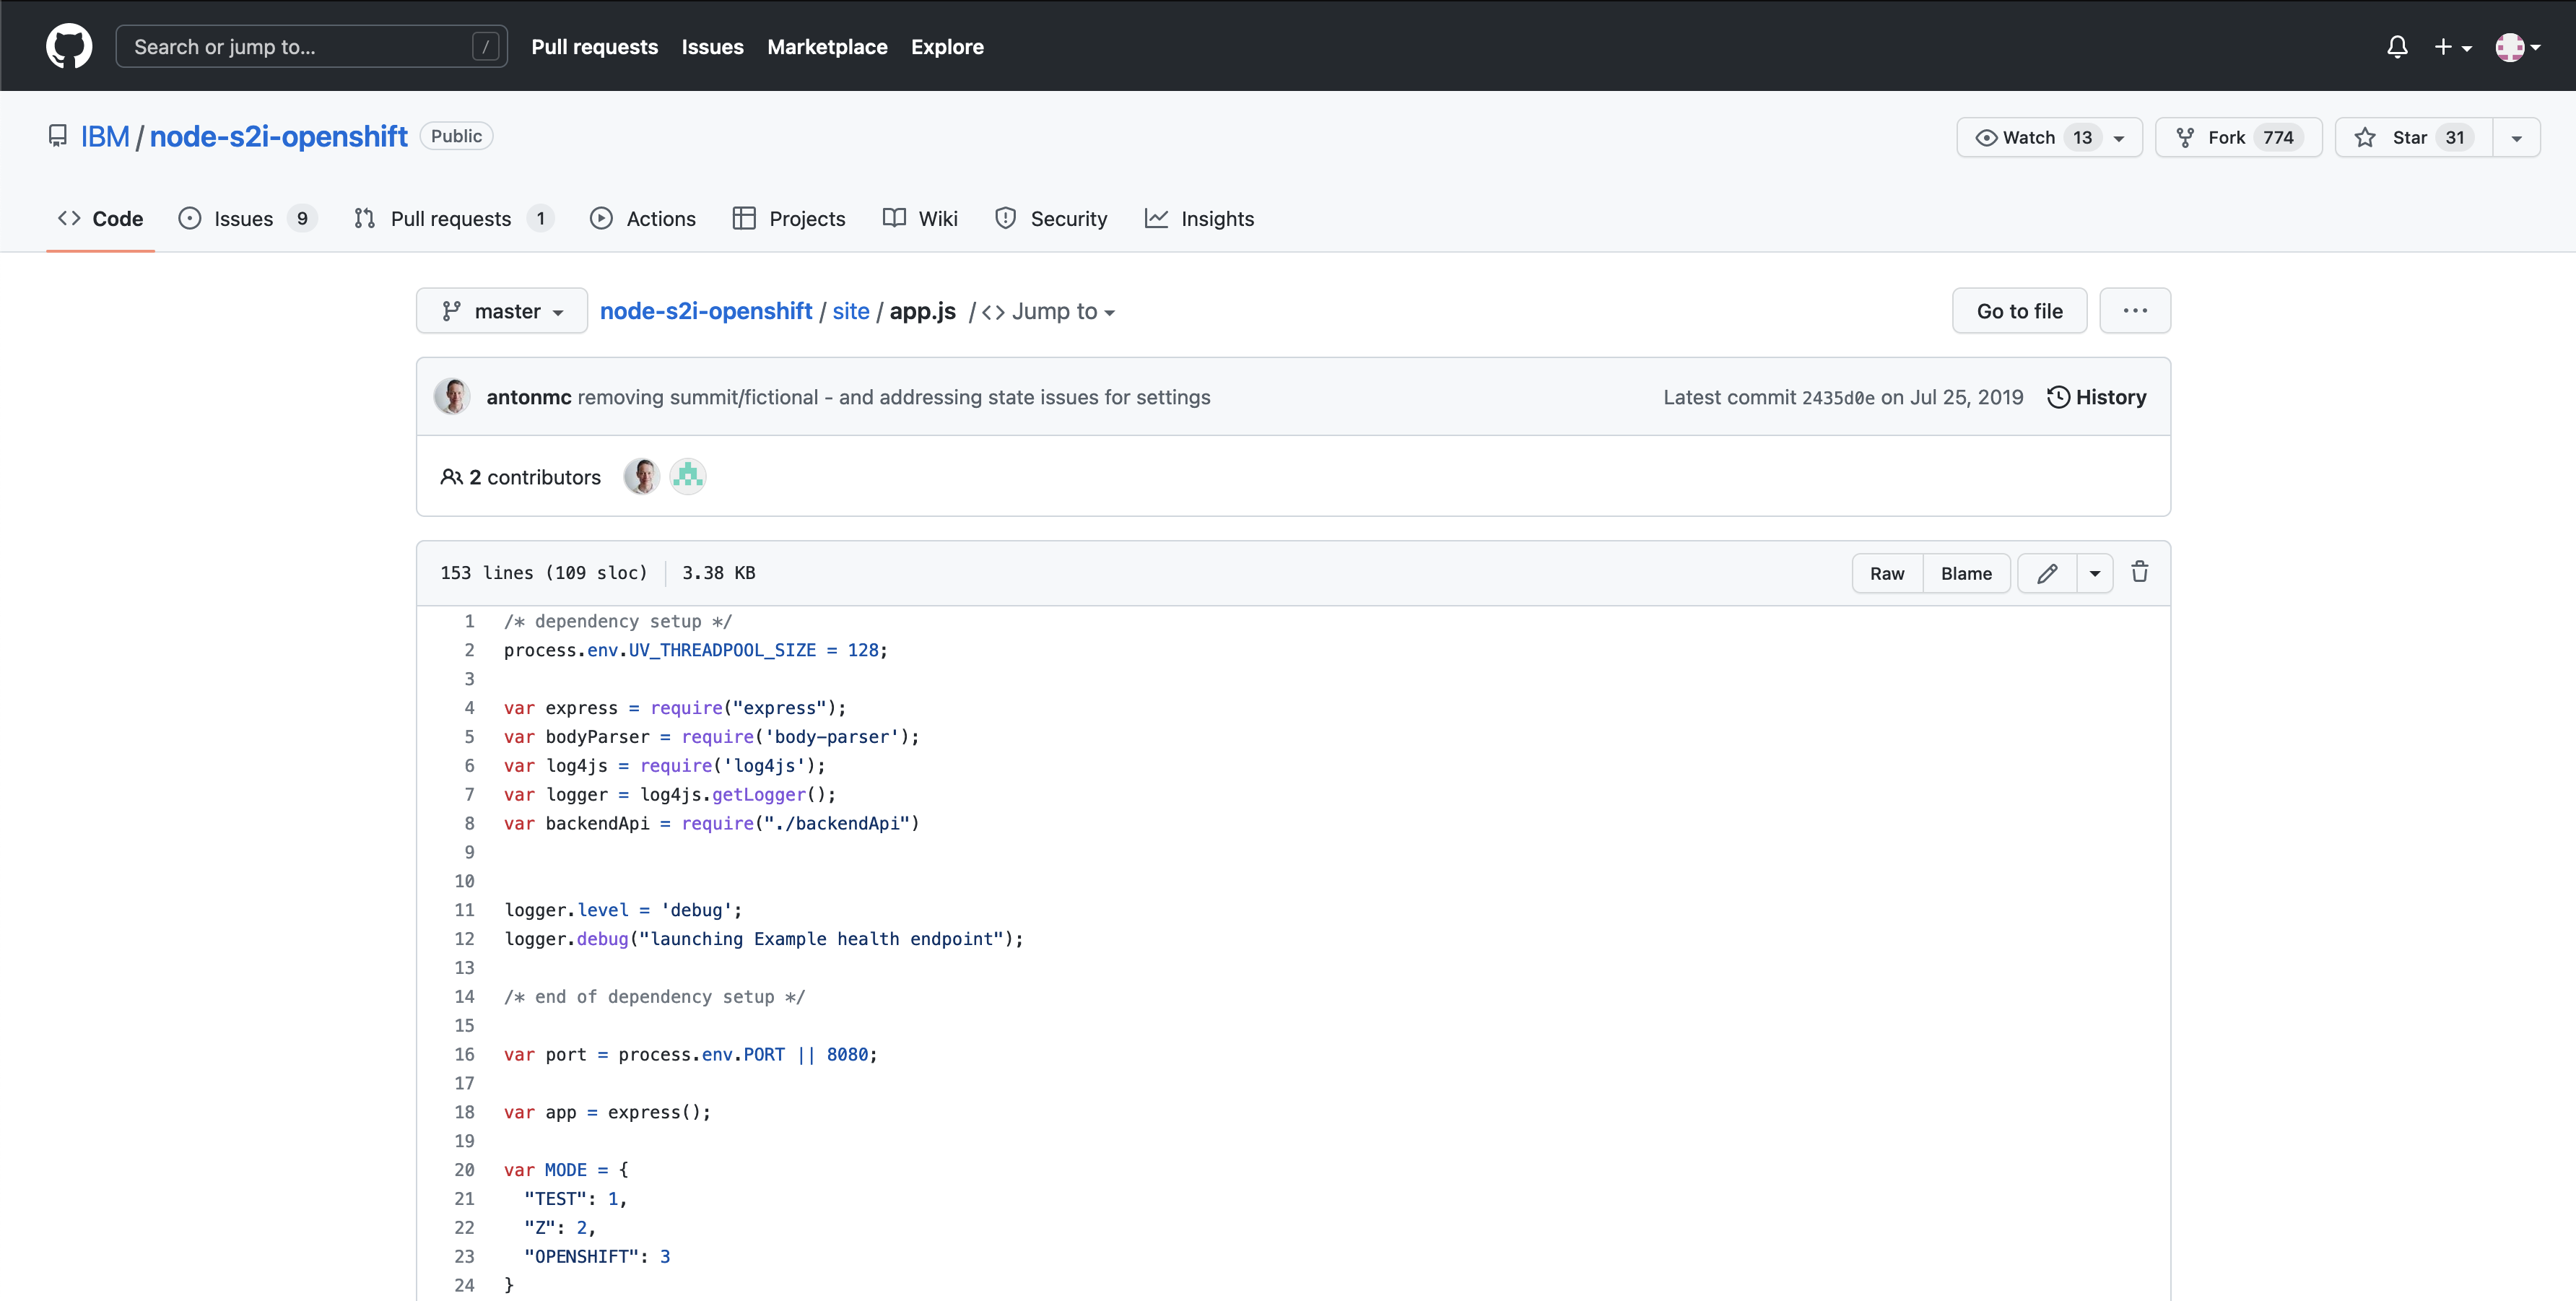 Search or jump to... /
Pull requests Issues Marketplace Explore
IBM / node-s2i-openshift Public
Watch 13 Fork 774 Star 31
Code Issues 9 Pull requests 1 Actions Projects Wiki Security Insights
master node-s2i-openshift / site / app.js / <> Jump to Go to file ...
antonmc removing summit/fictional - and addressing state issues for settings Latest commit 2435d0e on Jul 25, 2019 History
2 contributors
153 lines (109 sloc) 3.38 KB Raw Blame
1 /* dependency setup */
2 process.env.UV_THREADPOOL_SIZE = 128;
3
4 var express = require("express");
5 var bodyParser = require('body-parser');
6 var log4js = require('log4js');
7 var logger = log4js.getLogger();
8 var backendApi = require("./backendApi")
9
10
11 logger.level = 'debug';
12 logger.debug("launching Example health endpoint");
13
14 /* end of dependency setup */
15
16 var port = process.env.PORT || 8080;
17
18 var app = express();
19
20 var MODE = {
21 "TEST": 1,
22 "Z": 2,
23 "OPENSHIFT": 3
24 }